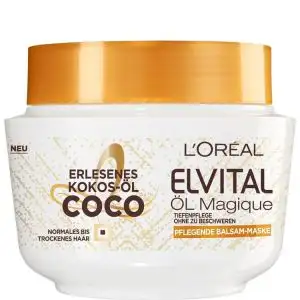 NEU
ERLESENES
KOKOS-ÖL
COCO
NORMALES BIS
TROCKENES HAAR
L'ORÉAL
ELVITAL
ÖL Magique
TIEFENPFLEGE
OHNE ZU BESCHWEREN
PFLEGENDE BALSAM-MASKE